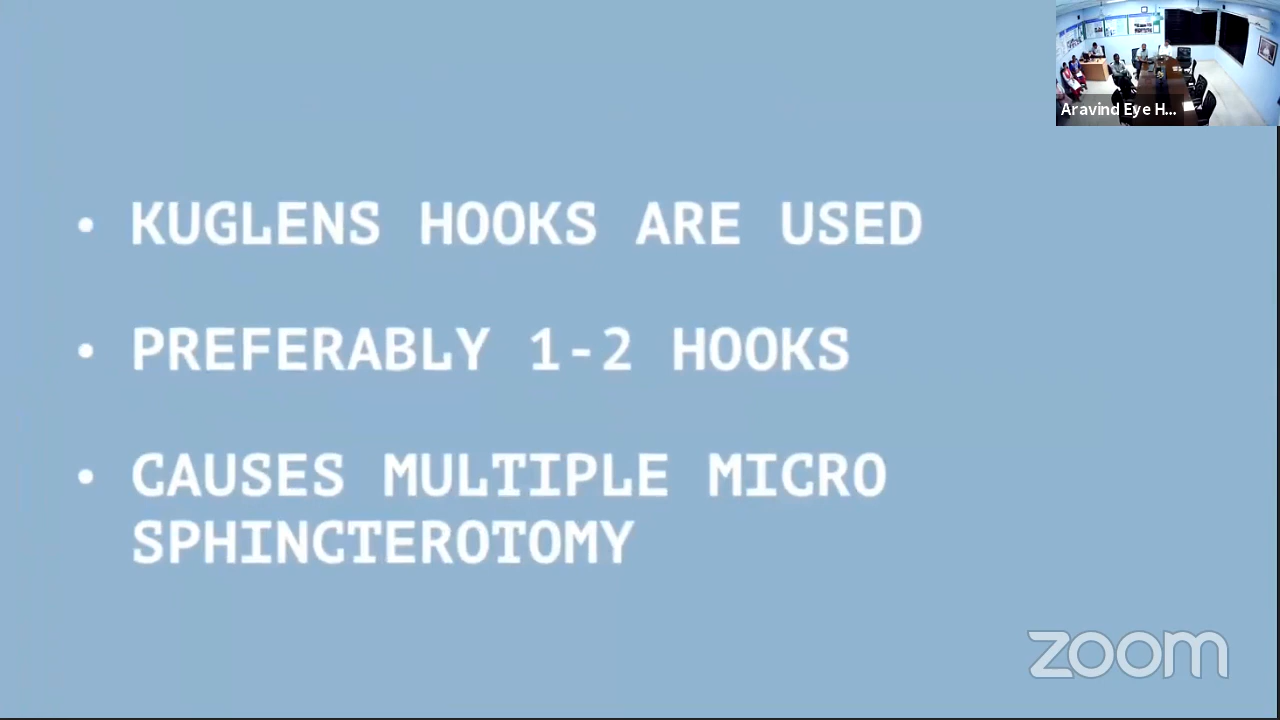 Aravind Eye H...
• KUGLENS HOOKS ARE USED
• PREFERABLY 1-2 HOOKS
• CAUSES MULTIPLE MICRO
SPHINCTEROTOMY
zoom